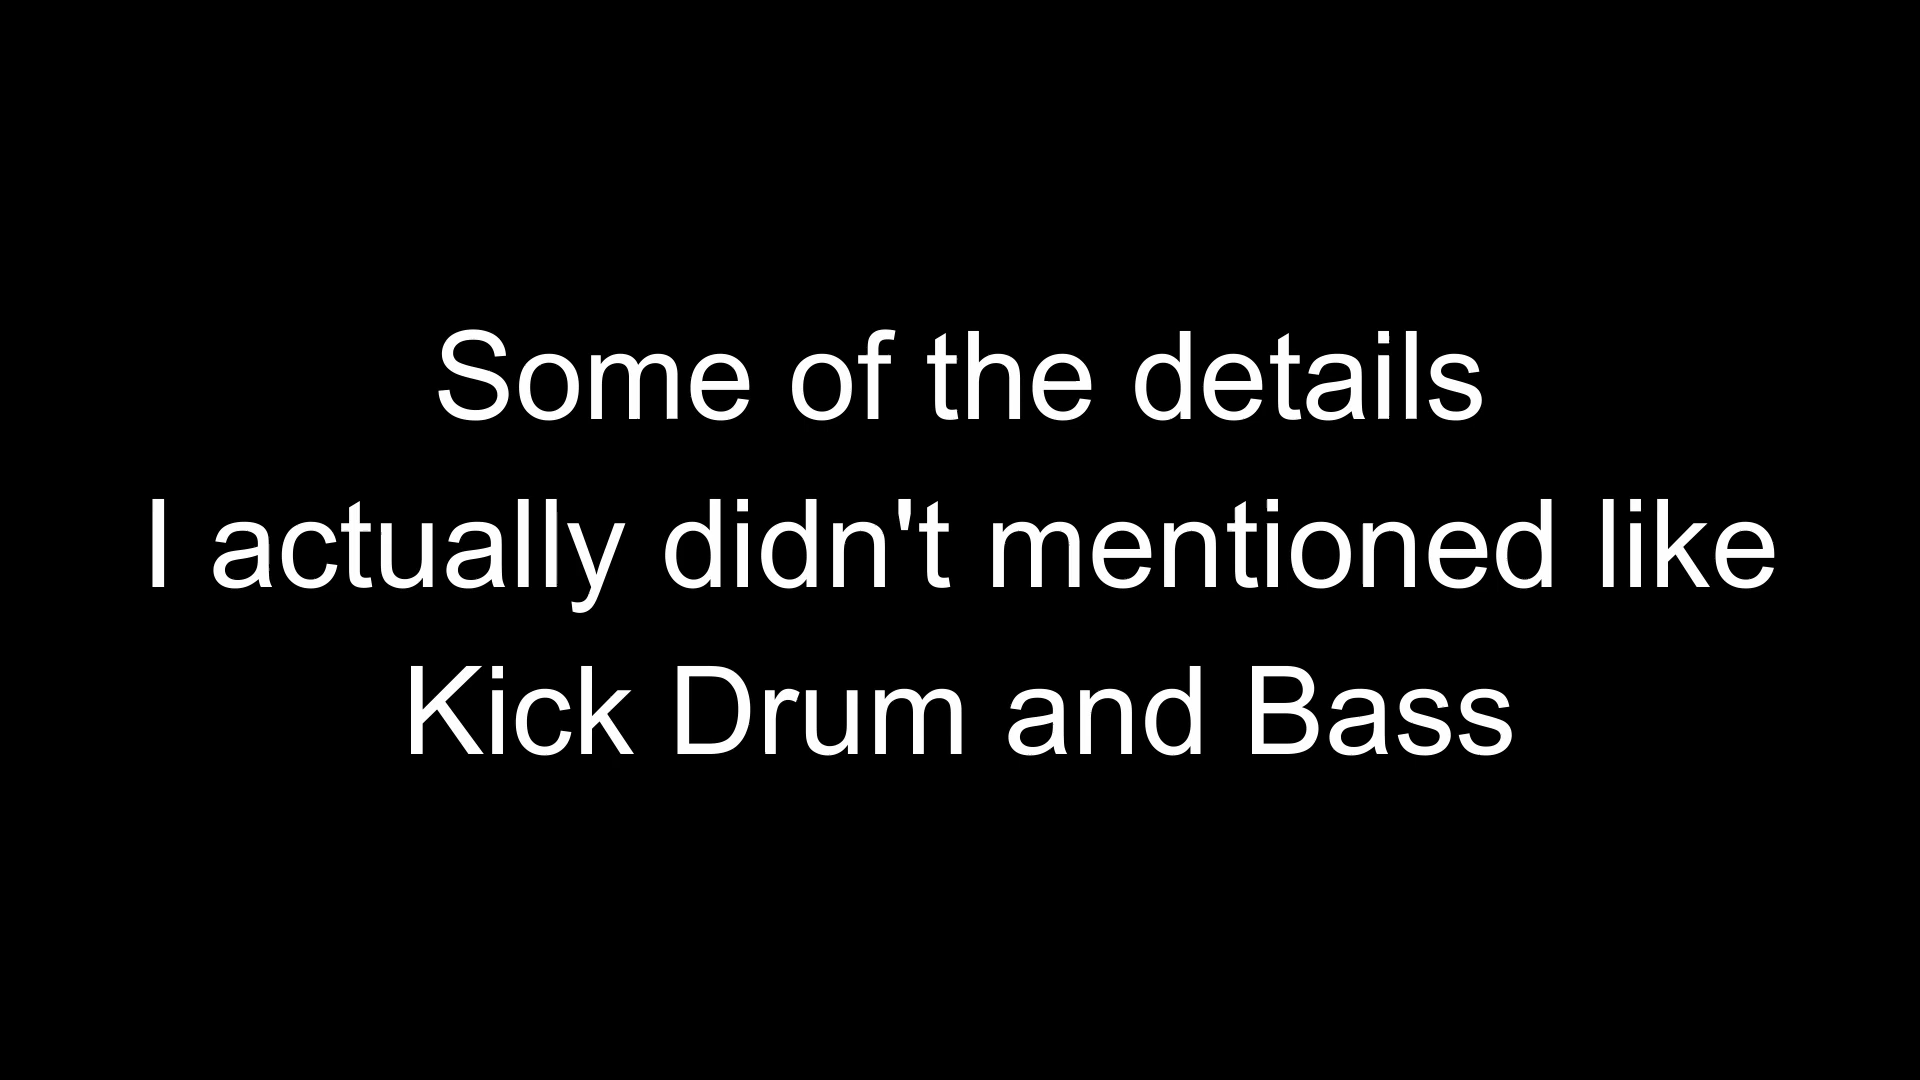 Some of the details
I actually didn't mentioned like
Kick Drum and Bass